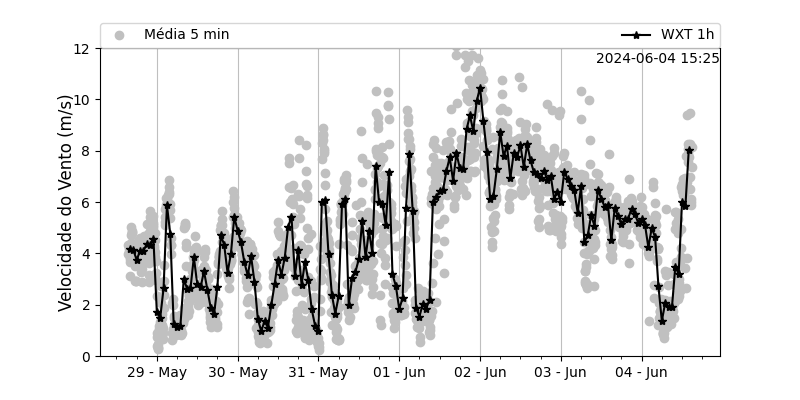 Média 5 min
WXT 1h
2024-06-04 15:25
Velocidade do Vento (m/s)
12
10
8
6
4
2
0
29 - May
30 - May
31 - May
01 - Jun
02 - Jun
03 - Jun
04 - Jun